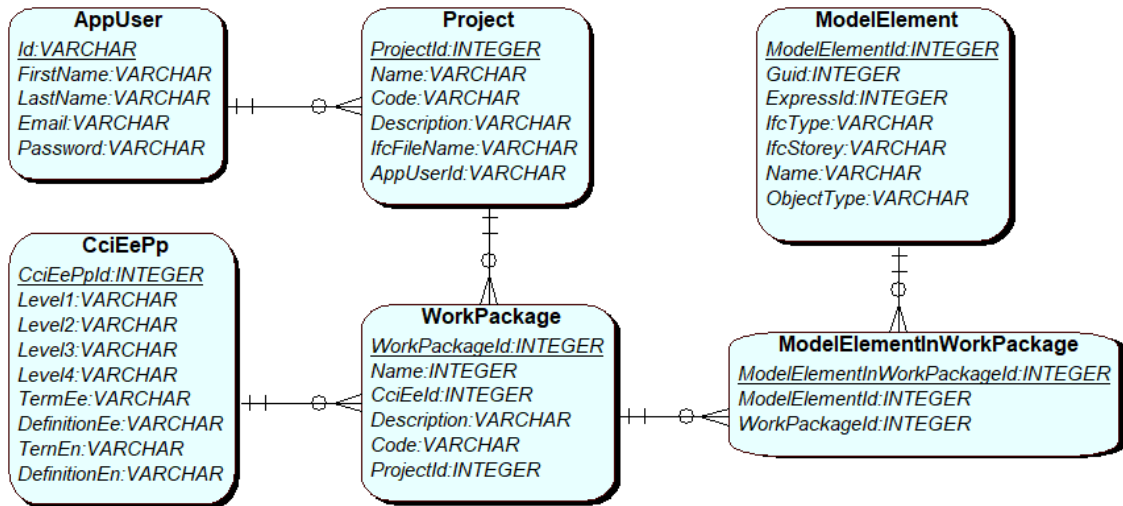 AppUser
Id:VARCHAR
FirstName:VARCHAR
LastName:VARCHAR
Email:VARCHAR
Password:VARCHAR
Project
ProjectId:INTEGER
Name:VARCHAR
Code:VARCHAR
Description:VARCHAR
IfcFileName:VARCHAR
AppUserId:VARCHAR
ModelElement
ModelElementId:INTEGER
Guid:INTEGER
ExpressId:INTEGER
IfcType:VARCHAR
IfcStorey:VARCHAR
Name:VARCHAR
ObjectType:VARCHAR
CciEePp
CciEePpId:INTEGER
Level1:VARCHAR
Level2:VARCHAR
Level3:VARCHAR
Level4:VARCHAR
TermEe:VARCHAR
DefinitionEe:VARCHAR
TernEn:VARCHAR
DefinitionEn:VARCHAR
WorkPackage
WorkPackageId:INTEGER
Name:INTEGER
CciEeId:INTEGER
Description:VARCHAR
Code:VARCHAR
ProjectId:INTEGER
ModelElementInWorkPackage
ModelElementInWorkPackageId:INTEGER
ModelElementId:INTEGER
WorkPackageId:INTEGER